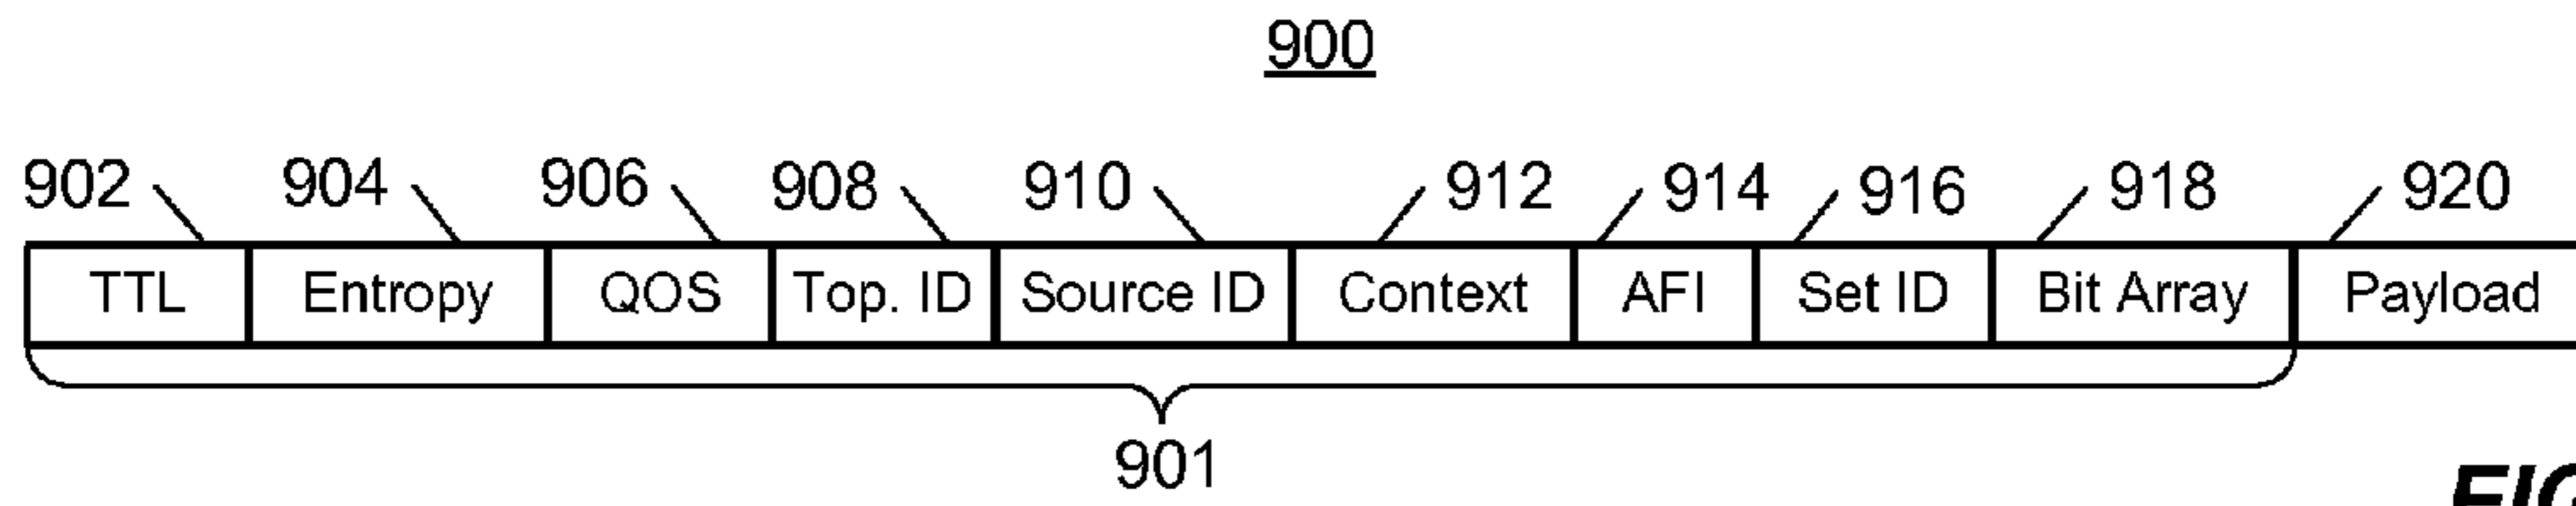 900
902 904 906 908 910 912 914 916 918 920
TTL Entropy QOS Top. ID Source ID Context AFI Set ID Bit Array Payload
901